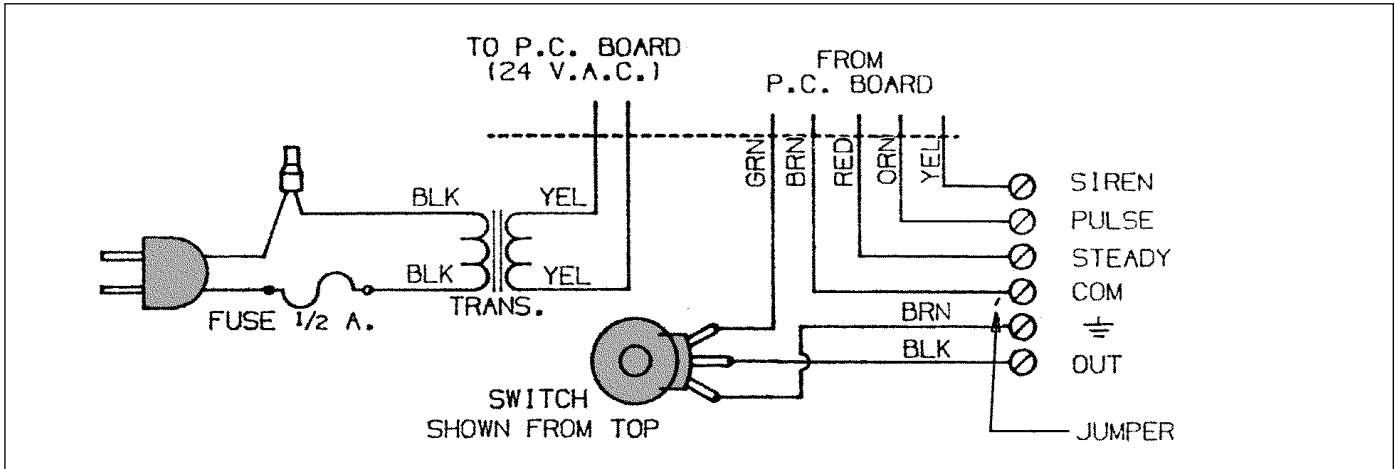 TO P.C. BOARD
(24 V.A.C.)
FROM
P.C. BOARD
GRN
BRN
RED
ORN
YEL
BLK
YEL
BLK
YEL
TRANS.
FUSE 1/2 A.
SIREN
PULSE
STEADY
COM
BRN
BLK
OUT
SWITCH
SHOWN FROM TOP
JUMPER